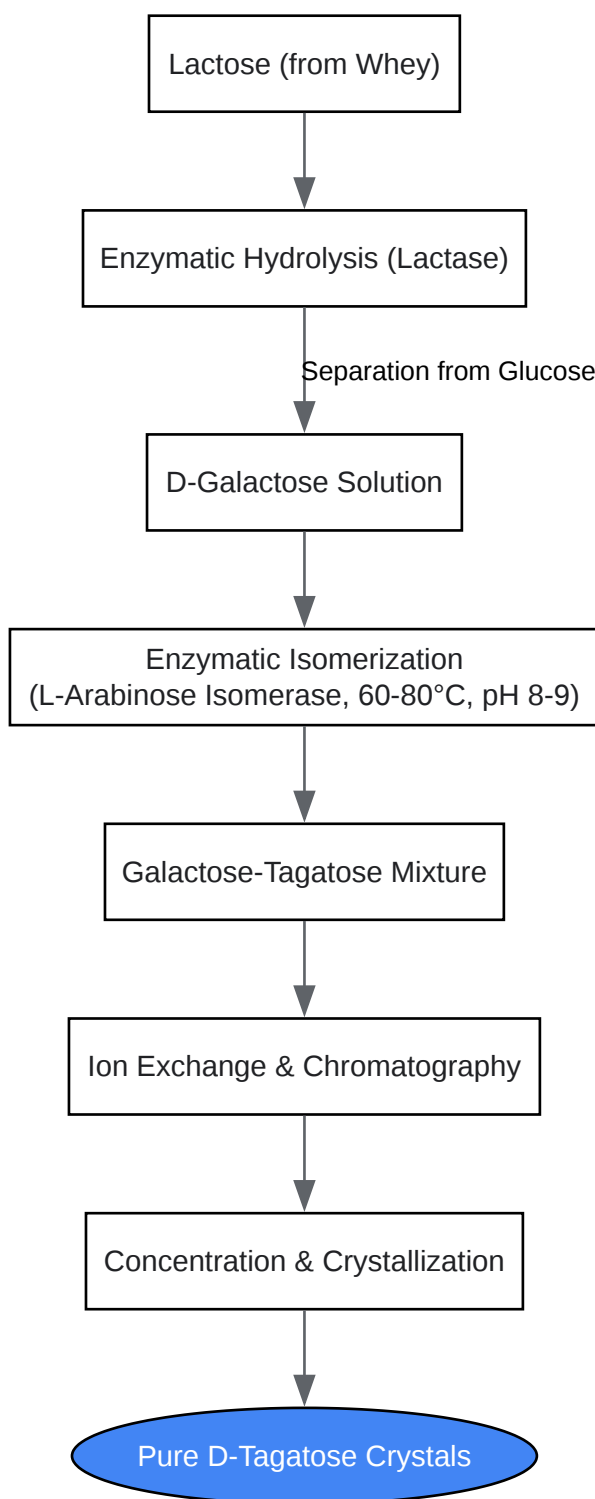 Lactose (from Whey)
Enzymatic Hydrolysis (Lactase)
Separation from Glucose
D-Galactose Solution
Enzymatic Isomerization
(L-Arabinose Isomerase, 60-80°C, pH 8-9)
Galactose-Tagatose Mixture
Ion Exchange & Chromatography
Concentration & Crystallization
Pure D-Tagatose Crystals